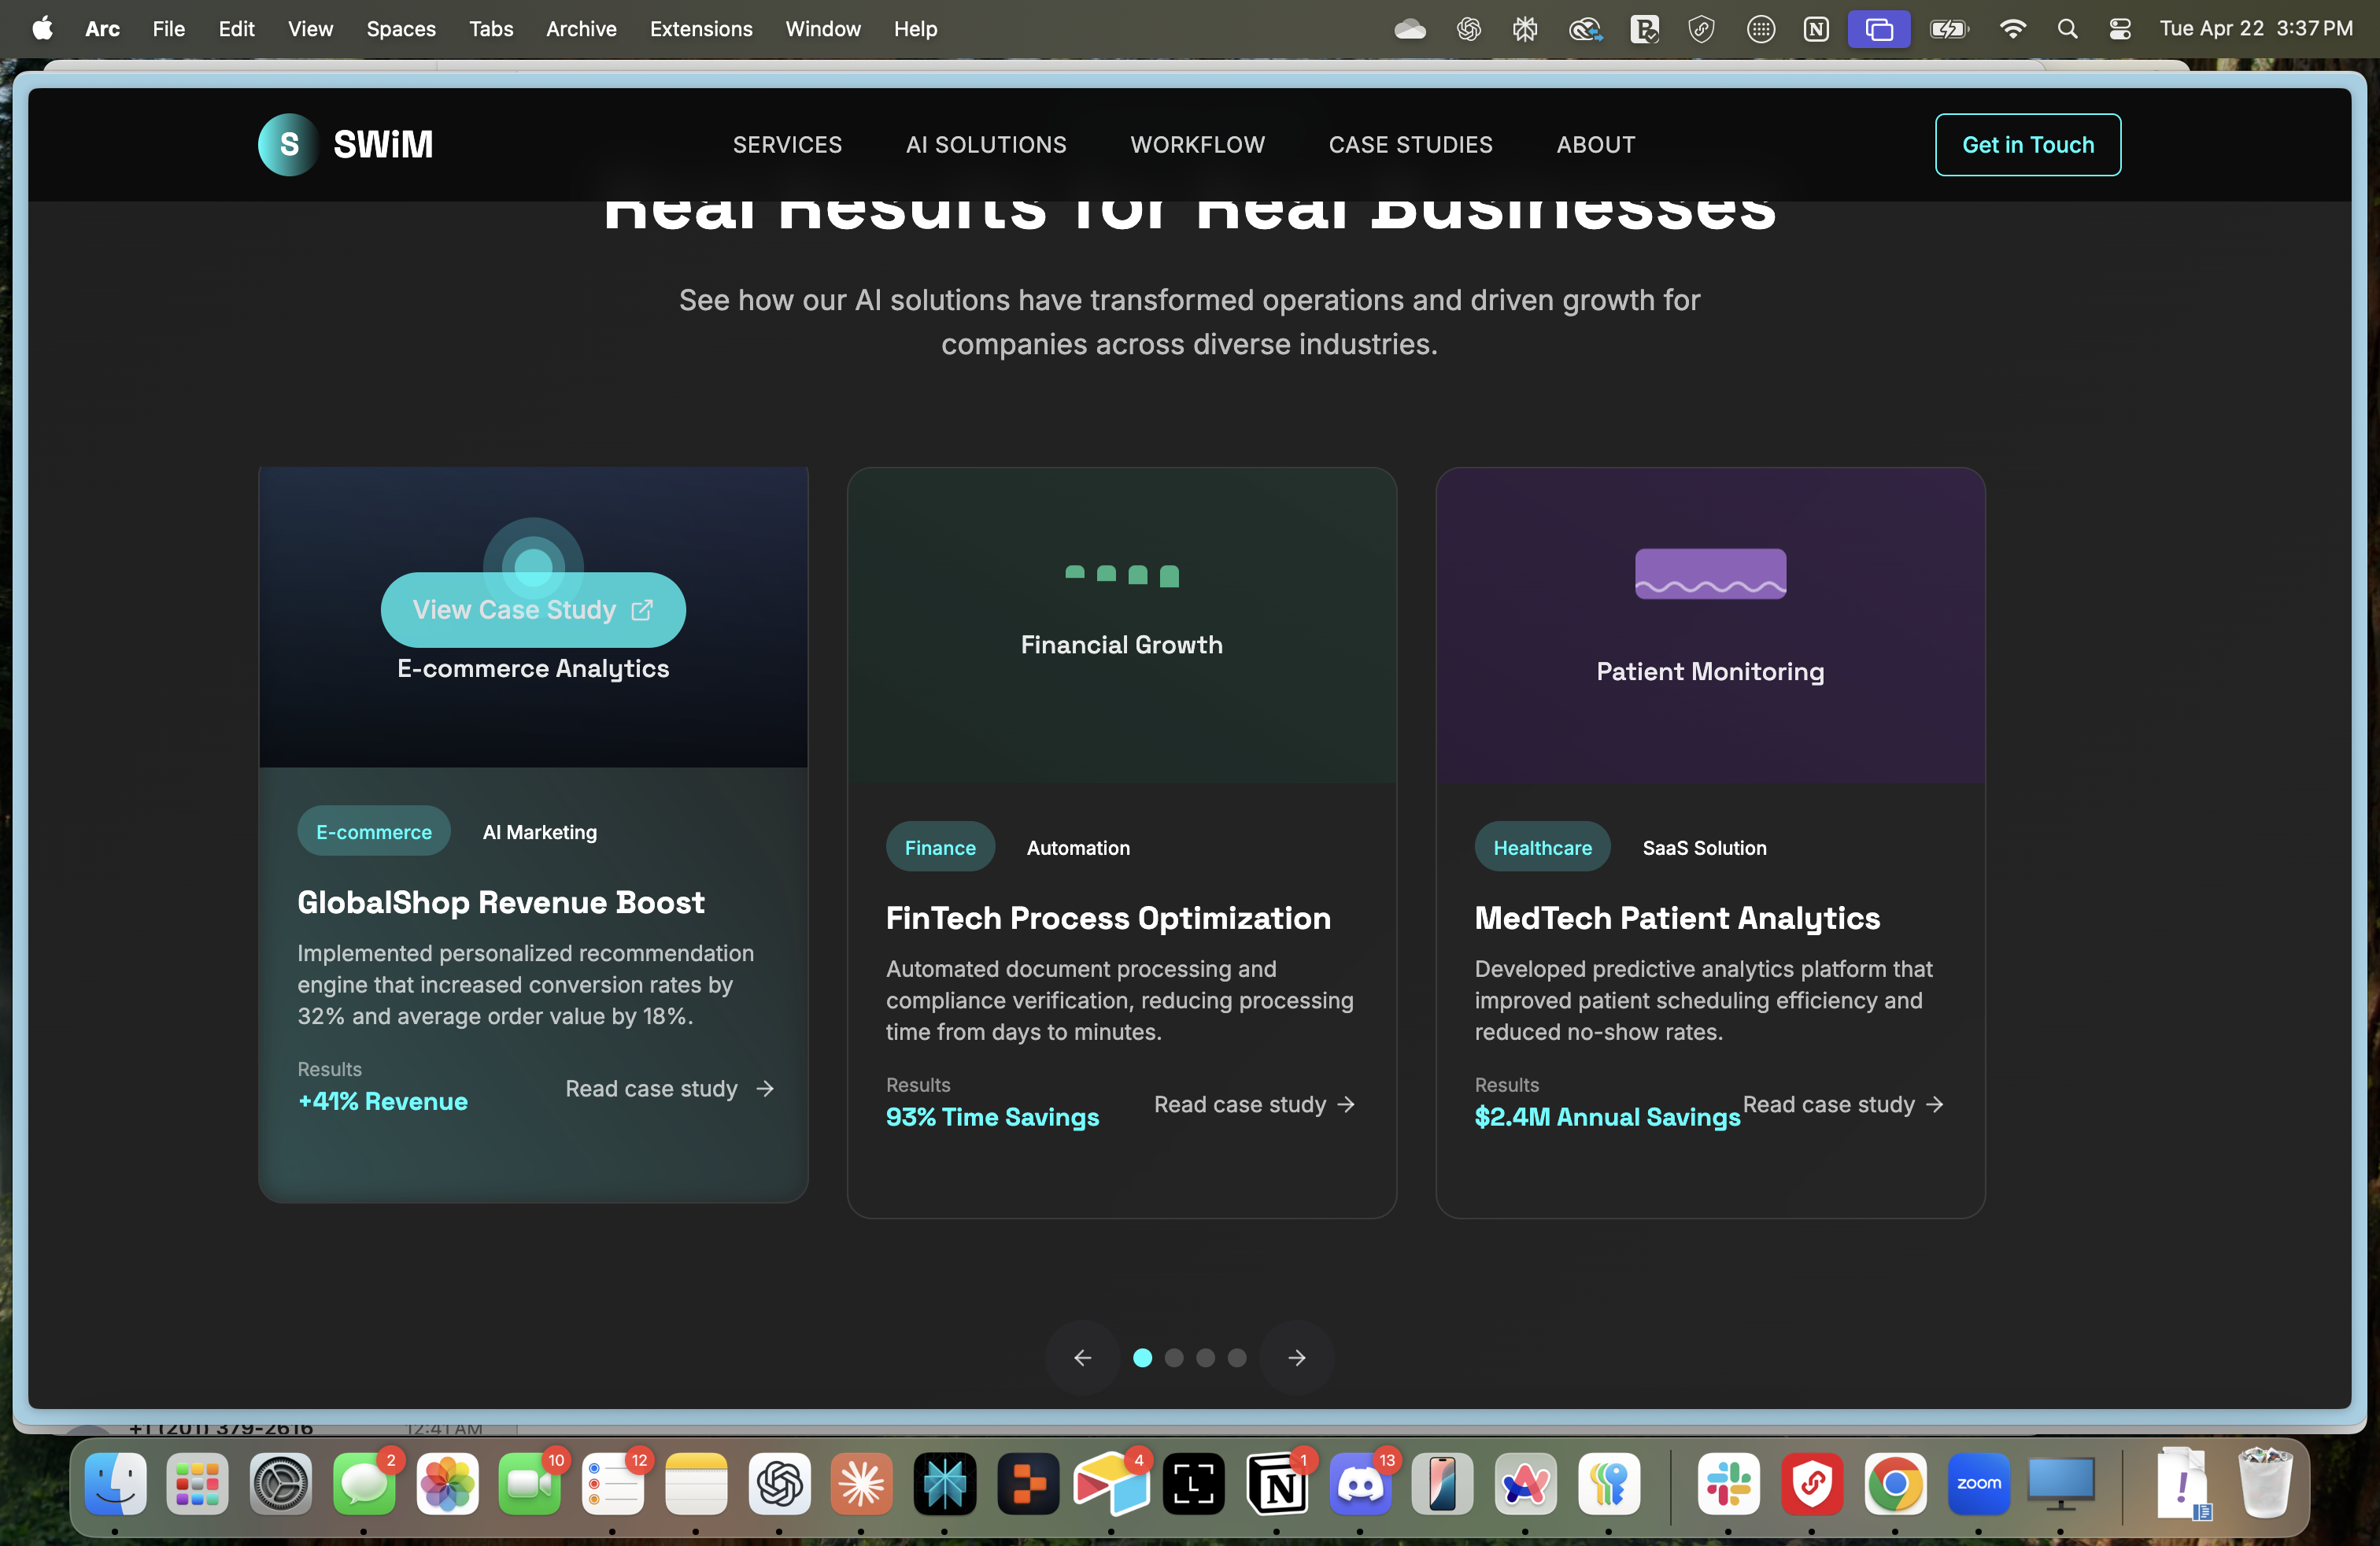 Arc File Edit View Spaces Tabs Archive Extensions Window Help
N
Tue Apr 22 3:37 PM
S SWiM
SERVICES AI SOLUTIONS WORKFLOW CASE STUDIES ABOUT
Get in Touch
Real Results for Real Businesses
See how our AI solutions have transformed operations and driven growth for
companies across diverse industries.
View Case Study
E-commerce Analytics
E-commerce AI Marketing
GlobalShop Revenue Boost
Implemented personalized recommendation
engine that increased conversion rates by
32% and average order value by 18%.
Results
+41% Revenue
Read case study →
Financial Growth
Finance Automation
FinTech Process Optimization
Automated document processing and
compliance verification, reducing processing
time from days to minutes.
Results
93% Time Savings
Read case study →
Patient Monitoring
Healthcare SaaS Solution
MedTech Patient Analytics
Developed predictive analytics platform that
improved patient scheduling efficiency and
reduced no-show rates.
Results
$2.4M Annual Savings
Read case study →
← →
+1 (201) 379-2616 12:41 AM
2 10 12 4 L N 1 13 zoom !